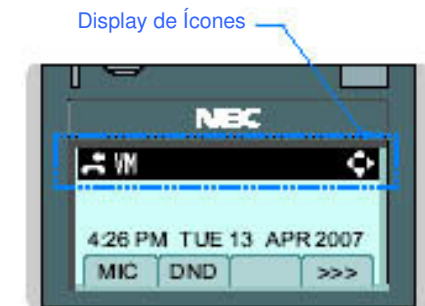 Display de Ícones
NEC
VM
4:26 PM TUE 13 APR 2007
MIC DND >>>